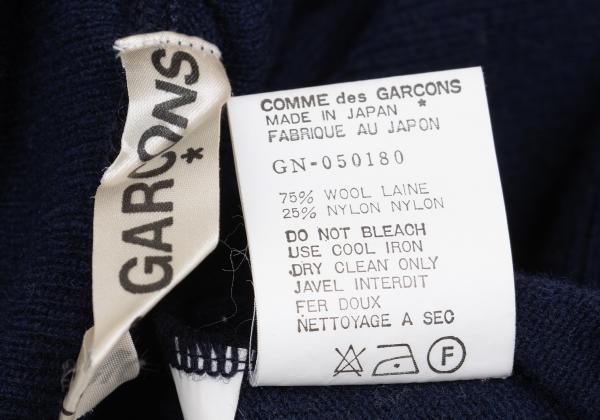 GARCONS
*
COMME des GARCONS
*
MADE IN JAPAN
FABRIQUE AU JAPON
GN-050180
75% WOOL LAINE
25% NYLON NYLON
DO NOT BLEACH
USE COOL IRON
DRY CLEAN ONLY
JAVEL INTERDIT
FER DOUX
NETTOYAGE A SEC
F